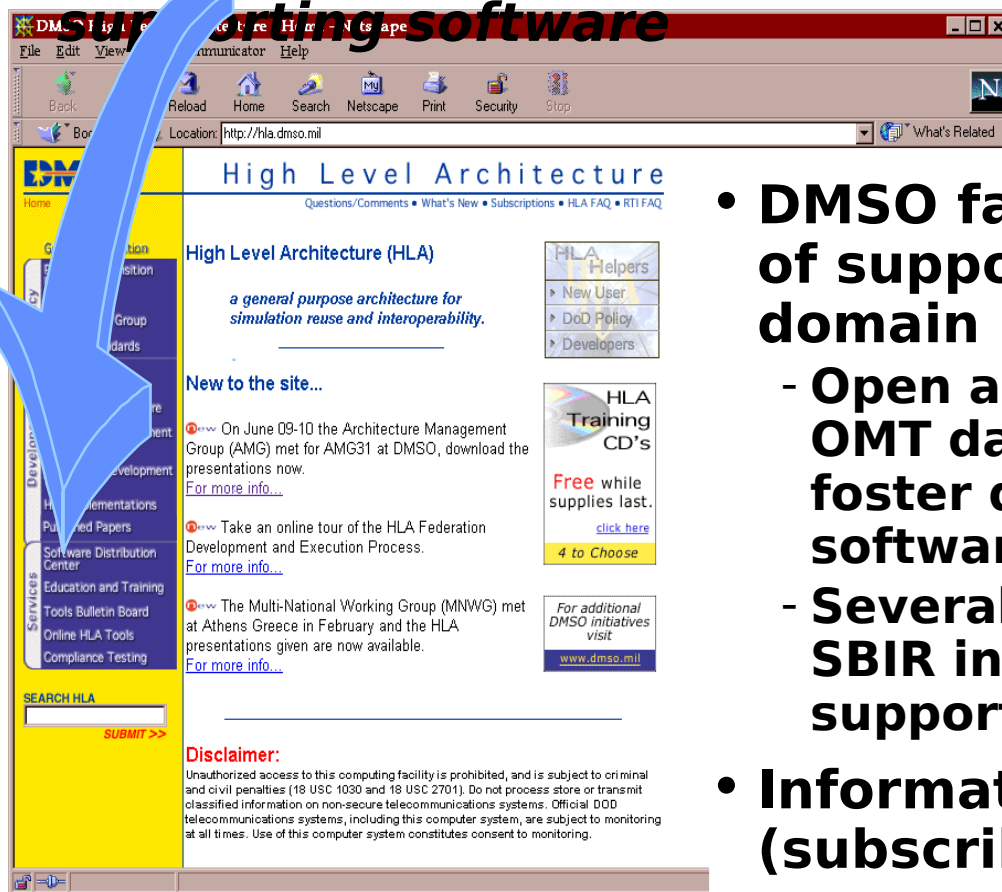 supporting software
DMSO High Level Architecture - Home - Netscape
File Edit View Communicator Help
Back Reload Home Search Netscape Print Security Stop
Location: http://hla.dmso.mil What's Related
Home
High Level Architecture
Questions/Comments • What's New • Subscriptions • HLA FAQ • RTI FAQ
Group
Published Papers
Software Distribution
Center
Services
Education and Training
Tools Bulletin Board
Online HLA Tools
Compliance Testing
SEARCH HLA
SUBMIT >>
High Level Architecture (HLA)
a general purpose architecture for
simulation reuse and interoperability.
New to the site...
new On June 09-10 the Architecture Management
Group (AMG) met for AMG31 at DMSO, download the
presentations now.
For more info...
new Take an online tour of the HLA Federation
Development and Execution Process.
For more info...
new The Multi-National Working Group (MNWG) met
at Athens Greece in February and the HLA
presentations given are now available.
For more info...
Disclaimer:
Unauthorized access to this computing facility is prohibited, and is subject to criminal
and civil penalties (18 USC 1030 and 18 USC 2701). Do not process store or transmit
classified information on non-secure telecommunications systems. Official DOD
telecommunications systems, including this computer system, are subject to monitoring
at all times. Use of this computer system constitutes consent to monitoring.
HLA
Helpers
New User
DoD Policy
Developers
HLA
Training
CD's
Free while
supplies last.
click here
4 to Choose
For additional
DMSO initiatives
visit
www.dmso.mil
• DMSO fa
of suppo
domain
- Open a
OMT da
foster d
softwar
- Several
SBIR in
support
• Informat
(subscri